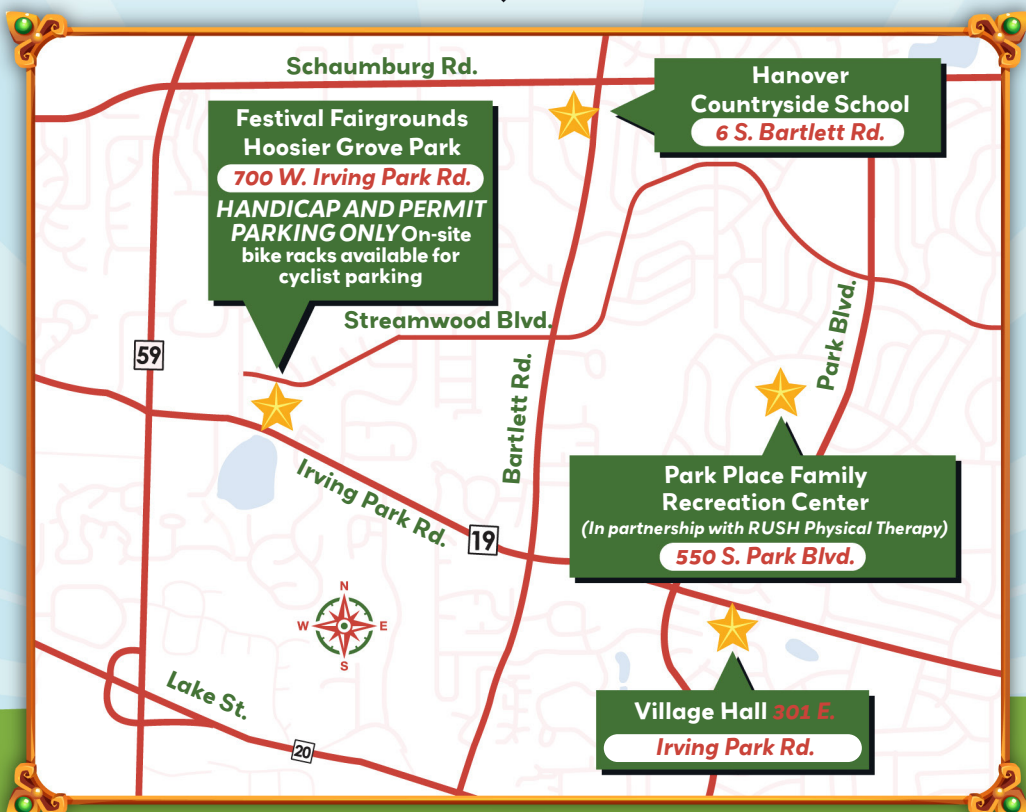 Schaumburg Rd.
Hanover
Countryside School
6 S. Bartlett Rd.
Festival Fairgrounds
Hoosier Grove Park
700 W. Irving Park Rd.
HANDICAP AND PERMIT
PARKING ONLY On-site
bike racks available for
cyclist parking
Streamwood Blvd.
59
Park Blvd.
Bartlett Rd.
Irving Park Rd.
19
Park Place Family
Recreation Center
(In partnership with RUSH Physical Therapy)
550 S. Park Blvd.
N
W
E
S
Lake St.
20
Village Hall 301 E.
Irving Park Rd.